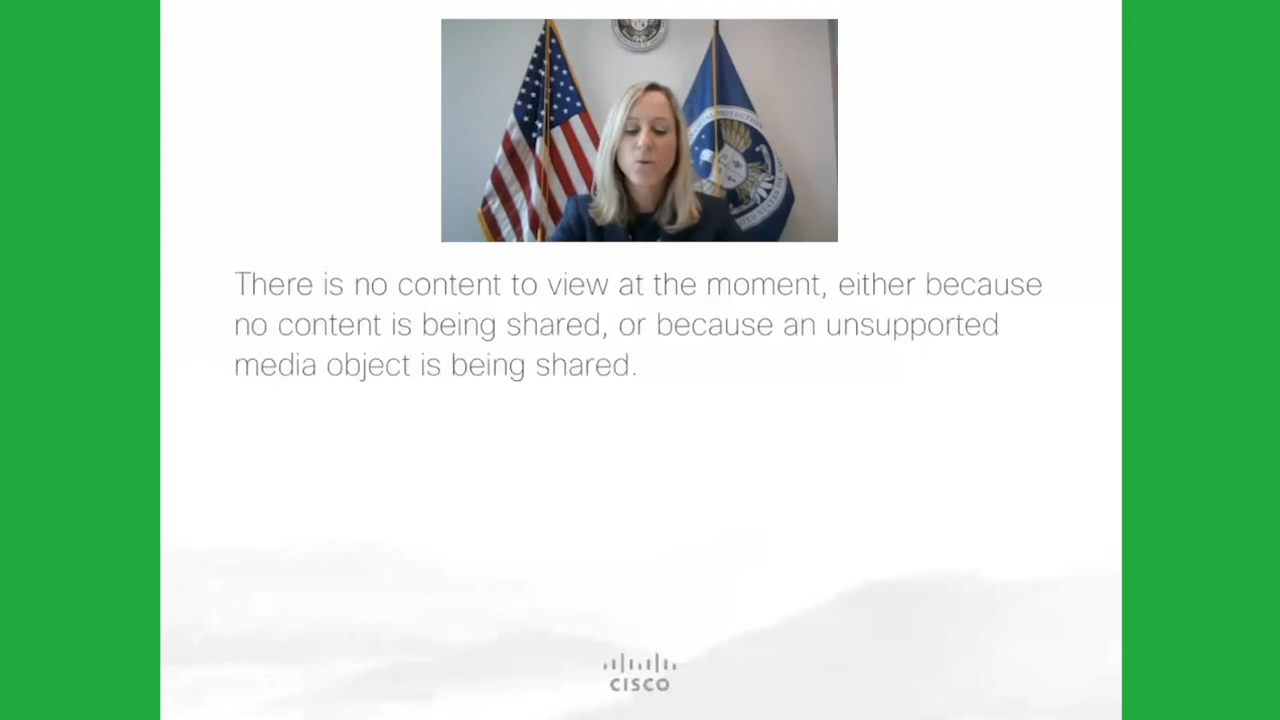 There is no content to view at the moment, either because
no content is being shared, or because an unsupported
media object is being shared.
CISCO